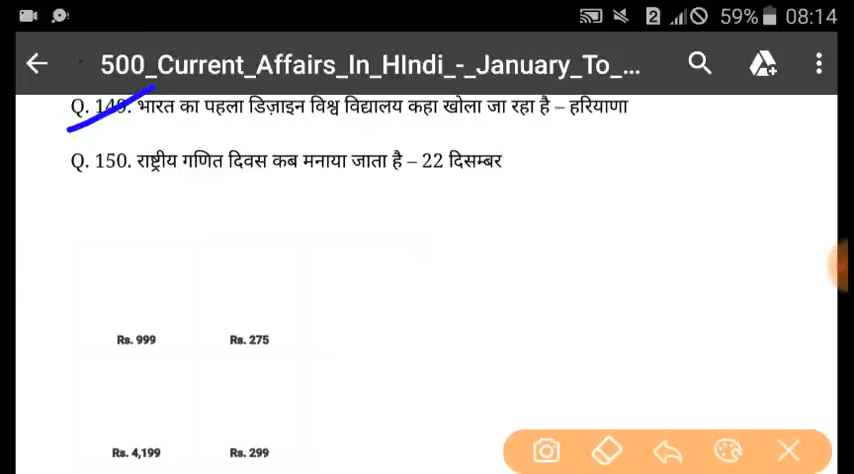 2 59% 08:14
500_Current_Affairs_In_HIndi_-_January_To_...
Q. 149. भारत का पहला डिज़ाइन विश्व विद्यालय कहा खोला जा रहा है – हरियाणा
Q. 150. राष्ट्रीय गणित दिवस कब मनाया जाता है – 22 दिसम्बर
Rs. 999 Rs. 275
Rs. 4,199 Rs. 299